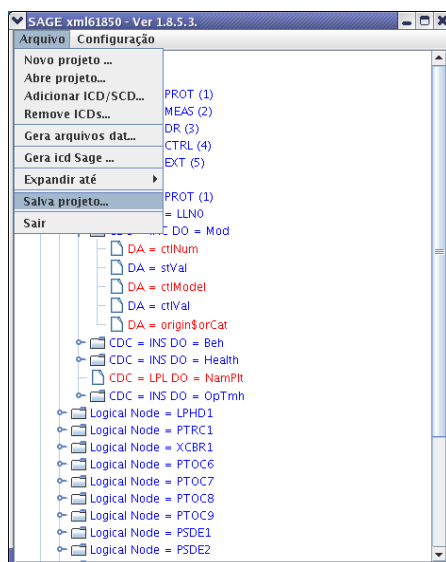 SAGE xml61850 - Ver 1.8.5.3.
Arquivo Configuração
Novo projeto ...
Abre projeto...
Adicionar ICD/SCD...
Remove ICDs...
Gera arquivos dat...
Gera icd Sage ...
Expandir até
Salva projeto...
Sair
PROT (1)
MEAS (2)
DR (3)
CTRL (4)
EXT (5)
PROT (1)
= LLN0
CDC = INC DO = Mod
DA = ctlNum
DA = stVal
DA = ctlModel
DA = ctlVal
DA = origin$orCat
CDC = INS DO = Beh
CDC = INS DO = Health
CDC = LPL DO = NamPlt
CDC = INS DO = OpTmh
Logical Node = LPHD1
Logical Node = PTRC1
Logical Node = XCBR1
Logical Node = PTOC6
Logical Node = PTOC7
Logical Node = PTOC8
Logical Node = PTOC9
Logical Node = PSDE1
Logical Node = PSDE2